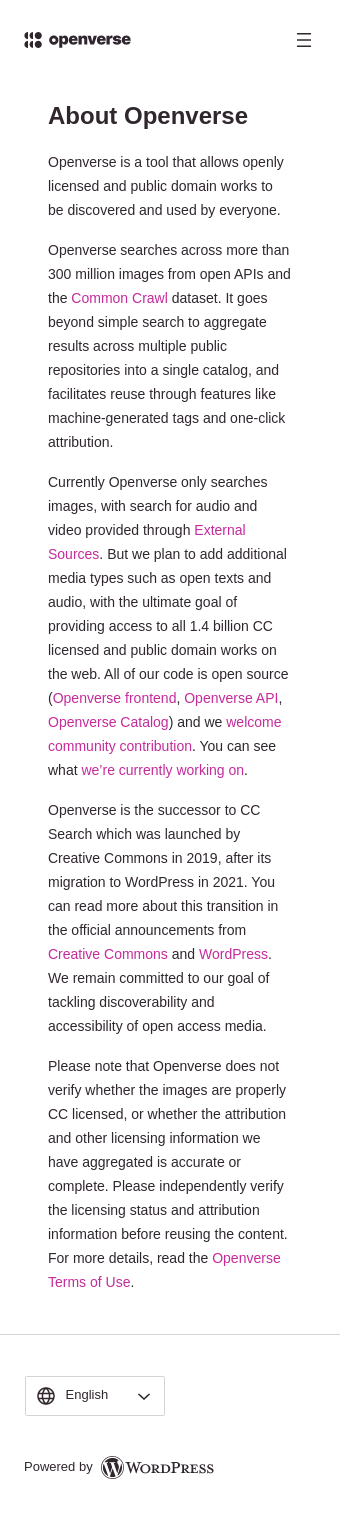 openverse
About Openverse
Openverse is a tool that allows openly
licensed and public domain works to
be discovered and used by everyone.
Openverse searches across more than
300 million images from open APIs and
the Common Crawl dataset. It goes
beyond simple search to aggregate
results across multiple public
repositories into a single catalog, and
facilitates reuse through features like
machine-generated tags and one-click
attribution.
Currently Openverse only searches
images, with search for audio and
video provided through External
Sources. But we plan to add additional
media types such as open texts and
audio, with the ultimate goal of
providing access to all 1.4 billion CC
licensed and public domain works on
the web. All of our code is open source
(Openverse frontend, Openverse API,
Openverse Catalog) and we welcome
community contribution. You can see
what we're currently working on.
Openverse is the successor to CC
Search which was launched by
Creative Commons in 2019, after its
migration to WordPress in 2021. You
can read more about this transition in
the official announcements from
Creative Commons and WordPress.
We remain committed to our goal of
tackling discoverability and
accessibility of open access media.
Please note that Openverse does not
verify whether the images are properly
CC licensed, or whether the attribution
and other licensing information we
have aggregated is accurate or
complete. Please independently verify
the licensing status and attribution
information before reusing the content.
For more details, read the Openverse
Terms of Use.
English
Powered by WORDPRESS